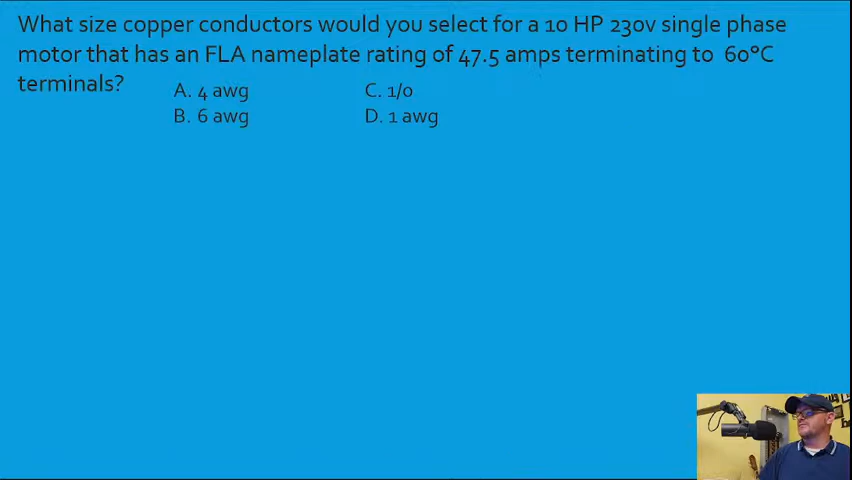 What size copper conductors would you select for a 10 HP 230v single phase
motor that has an FLA nameplate rating of 47.5 amps terminating to 60°C
terminals?
A. 4 awg
C. 1/0
B. 6 awg
D. 1 awg